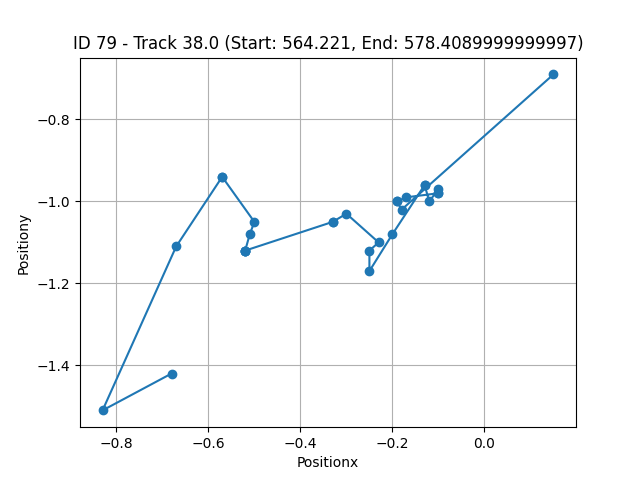 ID 79 - Track 38.0 (Start: 564.221, End: 578.4089999999997)
−0.8
−1.0
−1.2
−1.4
Positiony
−0.8 −0.6 −0.4 −0.2 0.0
Positionx